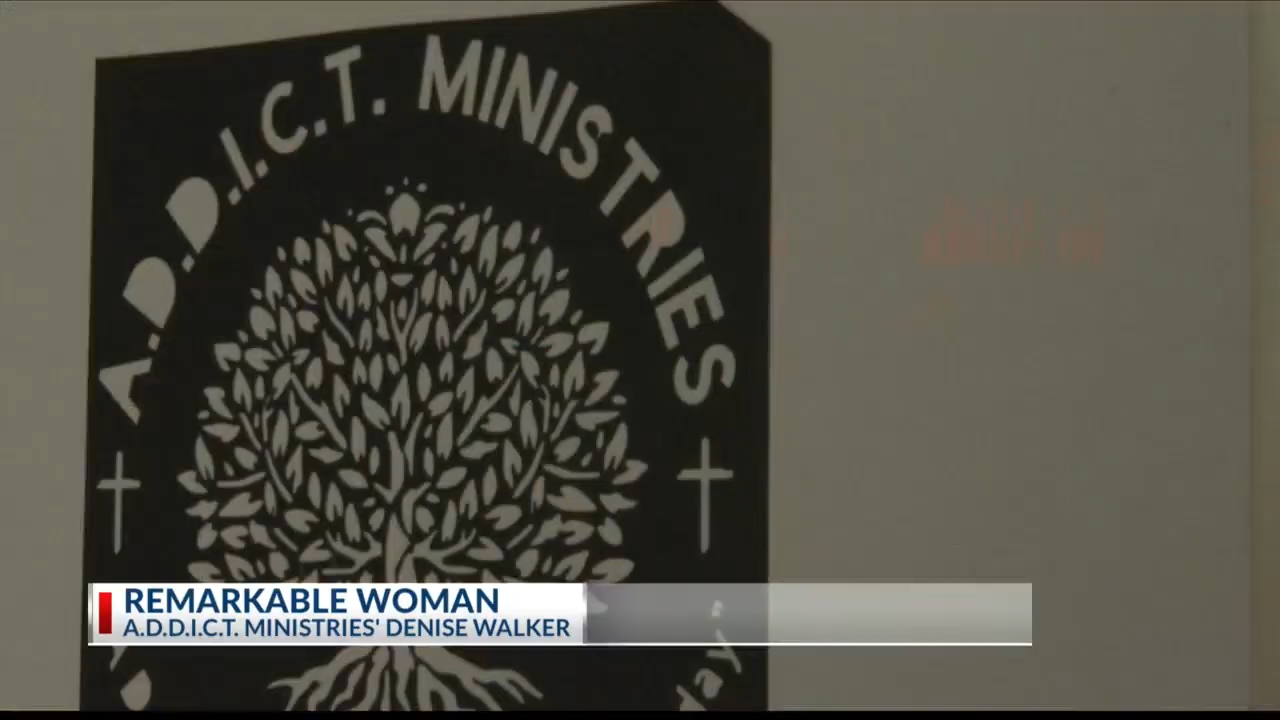 A.D.D.I.C.T. MINISTRIES
REMARKABLE WOMAN
A.D.D.I.C.T. MINISTRIES' DENISE WALKER